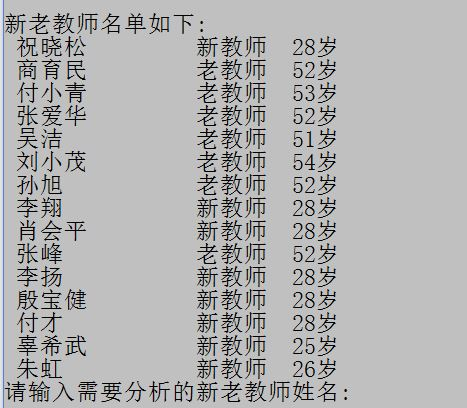 新老教师名单如下:
祝晓松 新教师 28岁
商育民 老教师 52岁
付小青 老教师 53岁
张爱华 老教师 52岁
吴洁 老教师 51岁
刘小茂 老教师 54岁
孙旭 老教师 52岁
李翔 新教师 28岁
肖会平 新教师 28岁
张峰 老教师 52岁
李扬 新教师 28岁
殷宝健 新教师 28岁
付才 新教师 28岁
辜希武 新教师 25岁
朱虹 新教师 26岁
请输入需要分析的新老教师姓名: